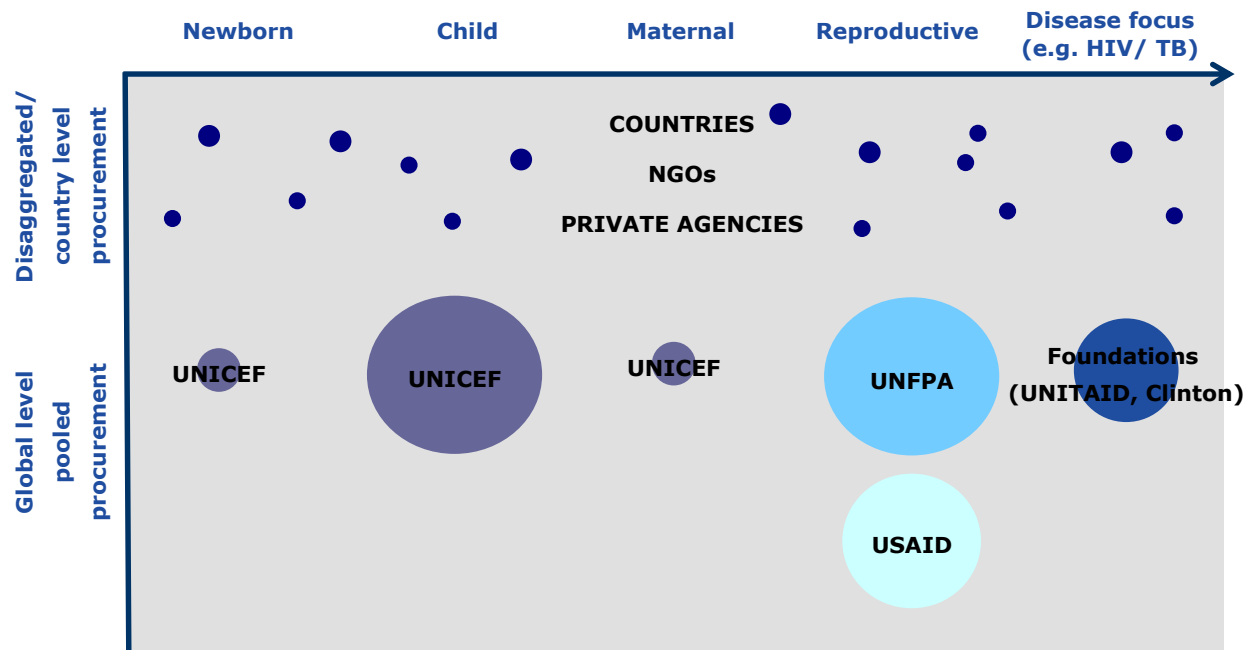 Newborn
Child
Maternal
Reproductive
Disease focus
(e.g. HIV/ TB)
Disaggregated/
country level
procurement
COUNTRIES
NGOs
PRIVATE AGENCIES
Global level
pooled
procurement
UNICEF
UNICEF
UNICEF
UNFPA
Foundations
(UNITAID, Clinton)
USAID